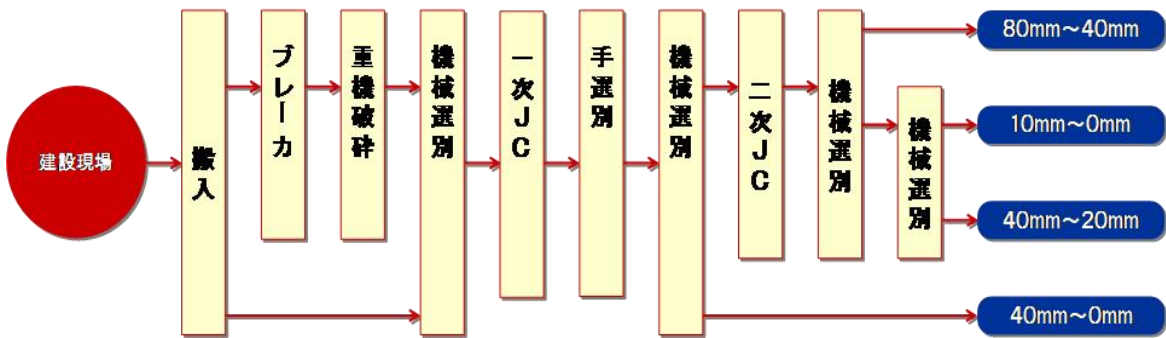 建設現場
搬入
ブレーカ
重機破砕
機械選別
一次JC
手選別
機械選別
二次JC
機械選別
機械選別
80mm～40mm
10mm～0mm
40mm～20mm
40mm～0mm